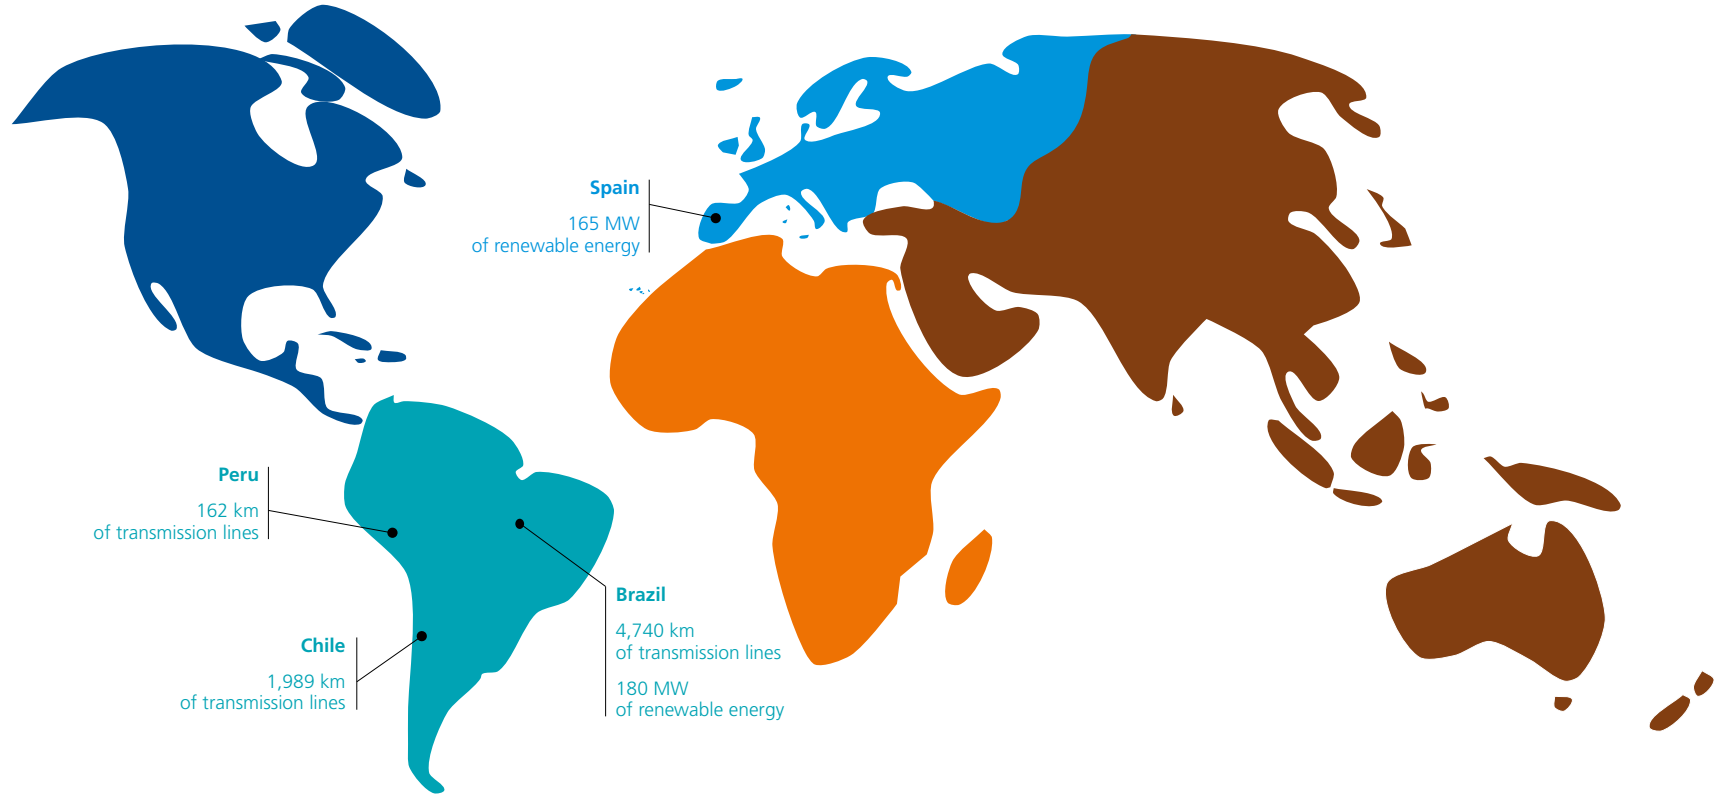 Spain
165 MW
of renewable energy
Peru
162 km
of transmission lines
Brazil
4,740 km
of transmission lines
180 MW
of renewable energy
Chile
1,989 km
of transmission lines